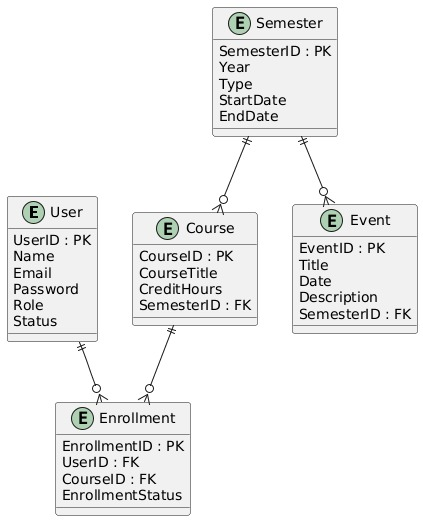 E Semester
SemesterID : PK
Year
Type
StartDate
EndDate
E User
UserID : PK
Name
Email
Password
Role
Status
E Course
CourseID : PK
CourseTitle
CreditHours
SemesterID : FK
E Event
EventID : PK
Title
Date
Description
SemesterID : FK
E Enrollment
EnrollmentID : PK
UserID : FK
CourseID : FK
EnrollmentStatus